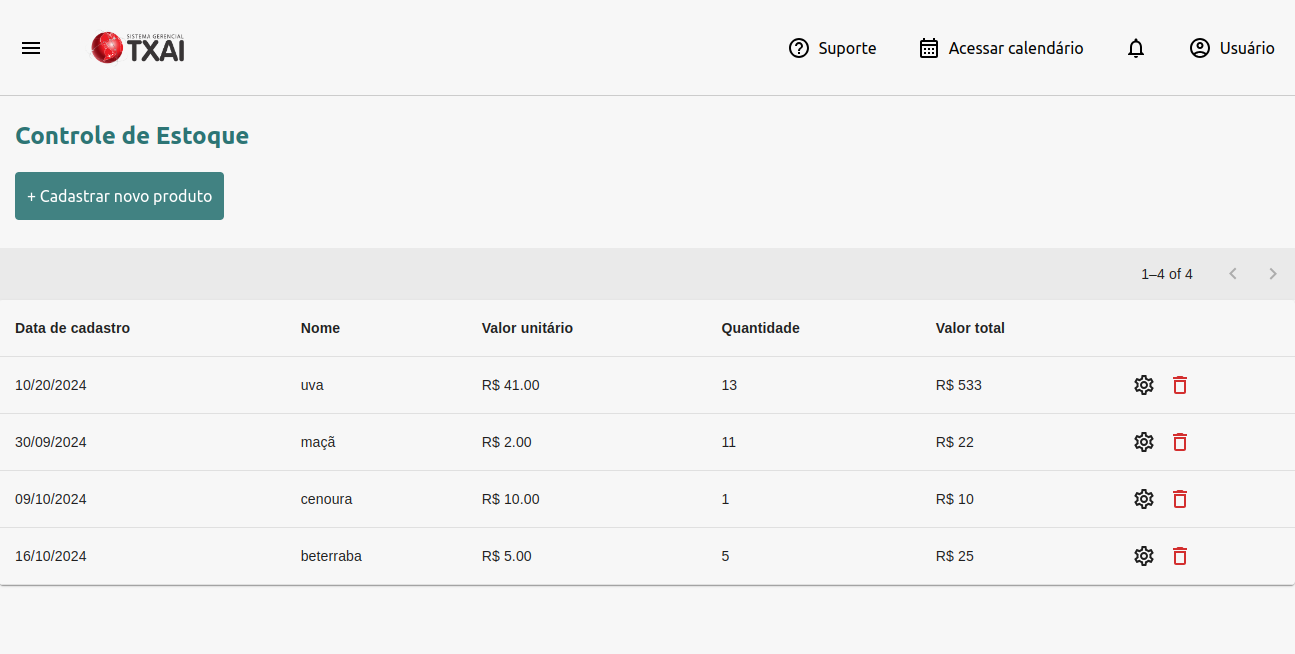 SISTEMA GERENCIAL
TXAI
Suporte
Acessar calendário
Usuário
Controle de Estoque
+ Cadastrar novo produto
1–4 of 4
Data de cadastro Nome Valor unitário Quantidade Valor total
10/20/2024 uva R$ 41.00 13 R$ 533
30/09/2024 maçã R$ 2.00 11 R$ 22
09/10/2024 cenoura R$ 10.00 1 R$ 10
16/10/2024 beterraba R$ 5.00 5 R$ 25